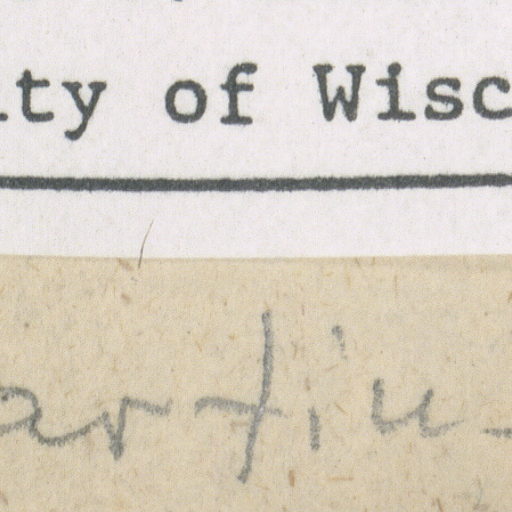 ity of Wisc
artin-